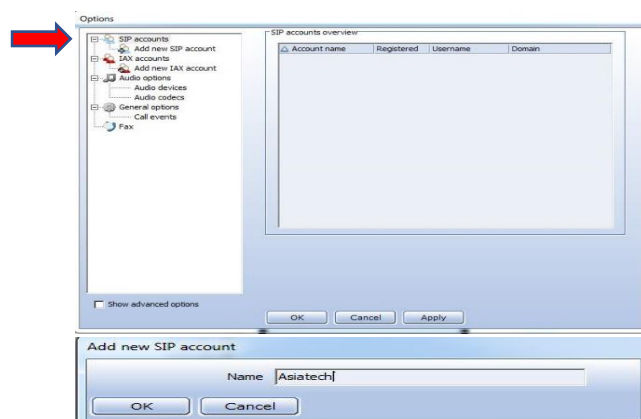 Options
SIP accounts
Add new SIP account
IAX accounts
Add new IAX account
Audio options
Audio devices
Audio codecs
General options
Call events
Fax
Show advanced options
SIP accounts overview
Account name Registered Username Domain
OK Cancel Apply
Add new SIP account
Name Asiatech
OK Cancel